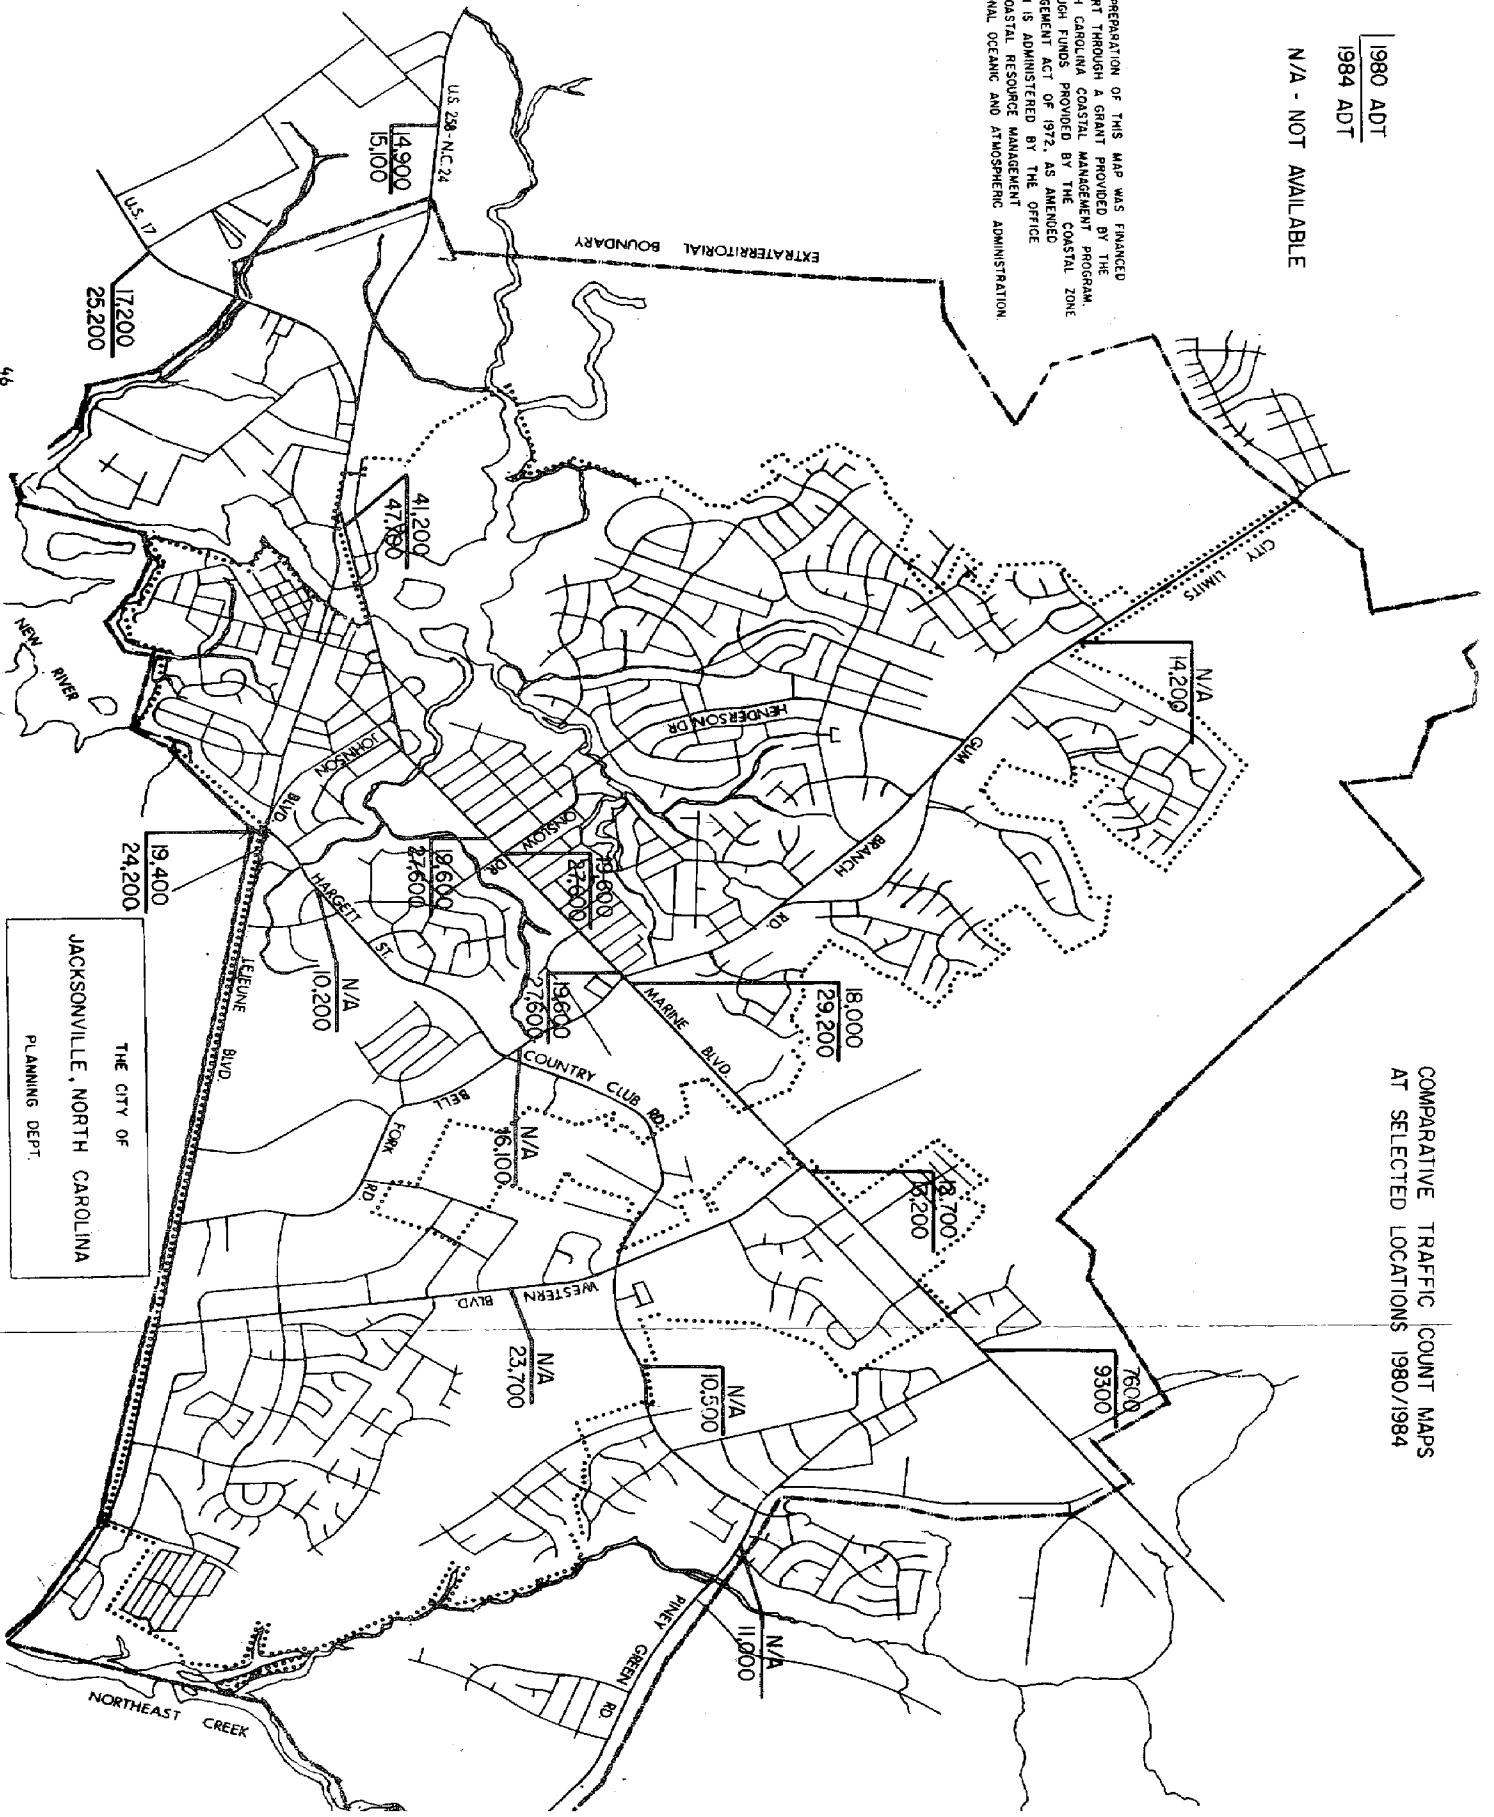 COMPARATIVE TRAFFIC COUNT MAPS
AT SELECTED LOCATIONS 1980/1984
1980 ADT
1984 ADT
N/A - NOT AVAILABLE
PREPARATION OF THIS MAP WAS FINANCED
THROUGH A GRANT PROVIDED BY THE
CAROLINA COASTAL MANAGEMENT PROGRAM,
FUNDS PROVIDED BY THE COASTAL ZONE
ACT OF 1972, AS AMENDED
IS ADMINISTERED BY THE OFFICE
COASTAL RESOURCE MANAGEMENT
OCEANIC AND ATMOSPHERIC ADMINISTRATION.
EXTRATERRITORIAL BOUNDARY
CITY LIMITS
U.S. 258 - N.C. 24
14,900
15,100
U.S. 17
17,200
25,200
41,200
N/A
14,200
HENDERSON DR
GUM BRANCH RD.
JOHNSON BLVD.
ONSLOW DR
19,600
27,600
19,600
27,600
19,600
27,600
18,000
29,200
MARINE BLVD.
HARGETT ST.
N/A
10,200
19,400
24,200
LEJEUNE BLVD.
COUNTRY CLUB RD.
BELL FORK RD.
N/A
16,100
WESTERN BLVD.
N/A
23,700
N/A
10,500
7600
9300
N/A
11,000
PINEY GREEN RD.
NEW RIVER
NORTHEAST CREEK
THE CITY OF
JACKSONVILLE, NORTH CAROLINA
PLANNING DEPT.
46